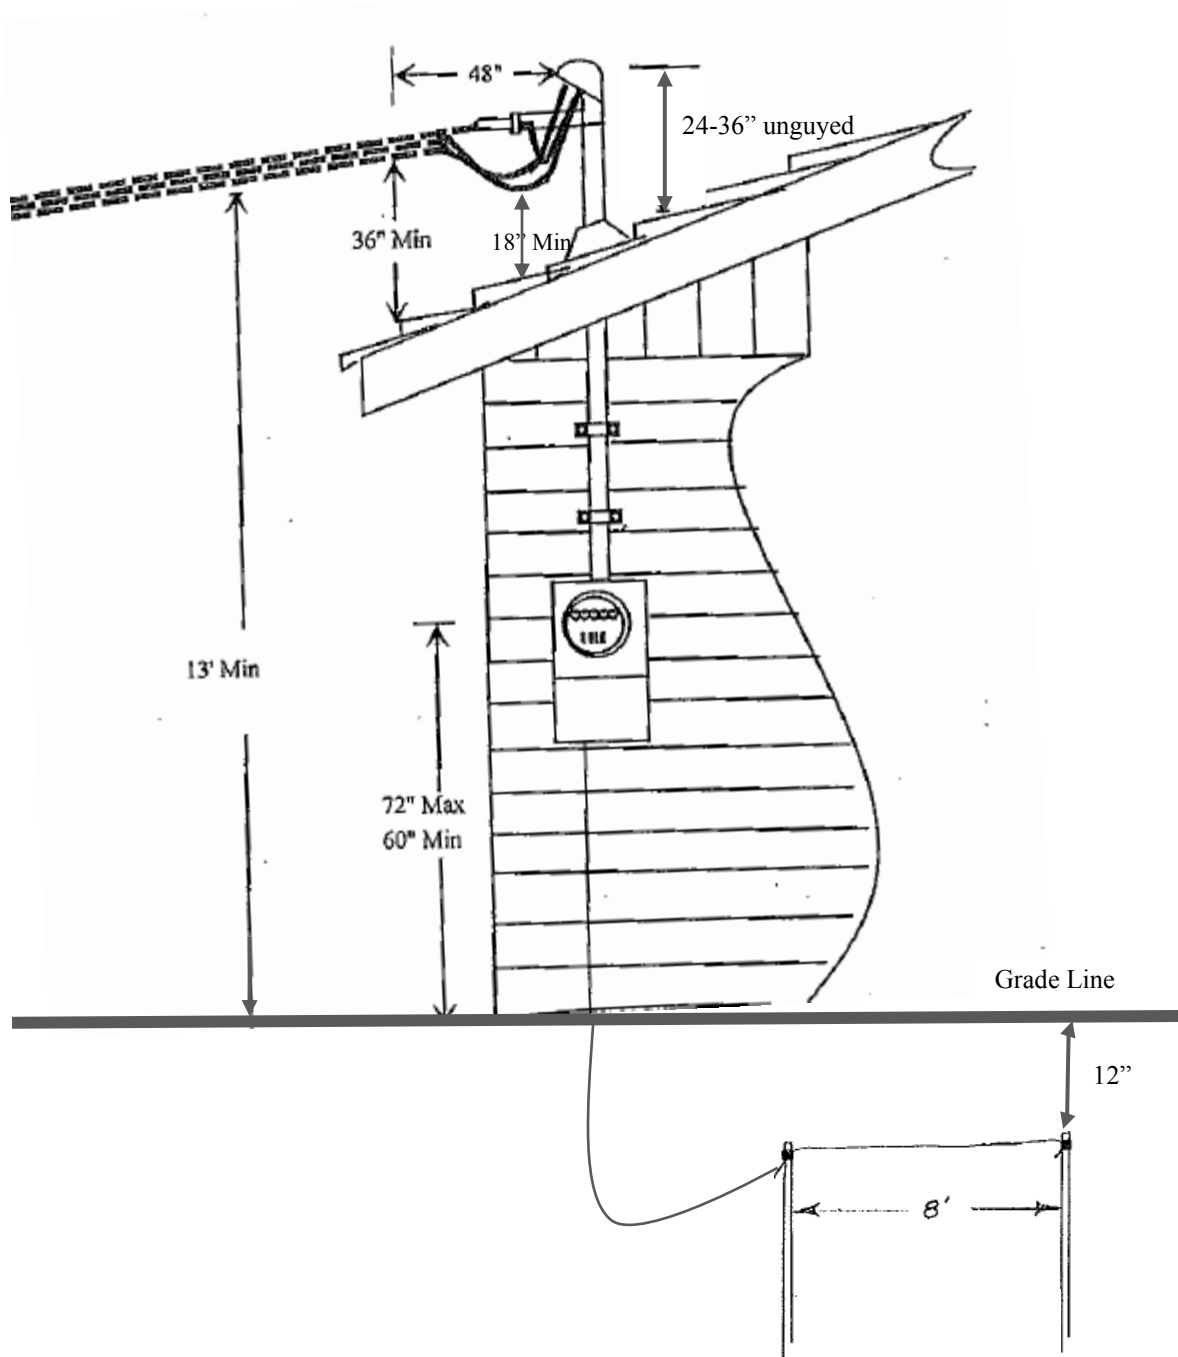 48"
24-36” unguyed
36" Min
18” Min
13' Min
72" Max
60" Min
Grade Line
12”
8'